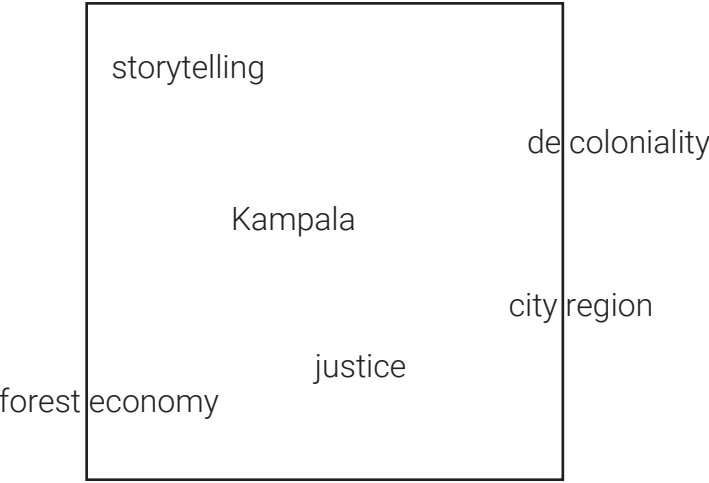 storytelling
de coloniality
Kampala
city region
justice
forest economy